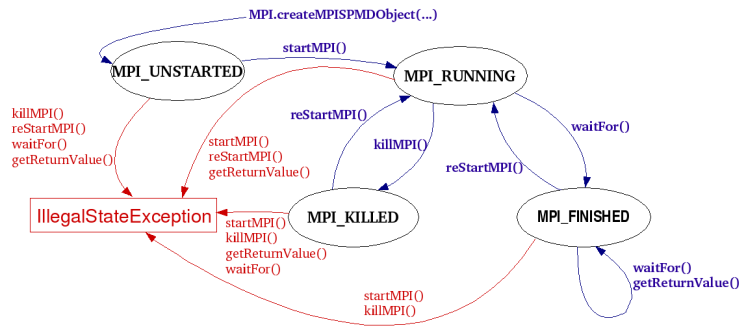 MPI.createMPISPMDObject(...)
startMPI()
MPI_UNSTARTED
MPI_RUNNING
killMPI()
reStartMPI()
waitFor()
getReturnValue()
startMPI()
reStartMPI()
getReturnValue()
reStartMPI()
killMPI()
waitFor()
reStartMPI()
IllegalStateException
MPI_KILLED
MPI_FINISHED
startMPI()
killMPI()
getReturnValue()
waitFor()
waitFor()
getReturnValue()
startMPI()
killMPI()